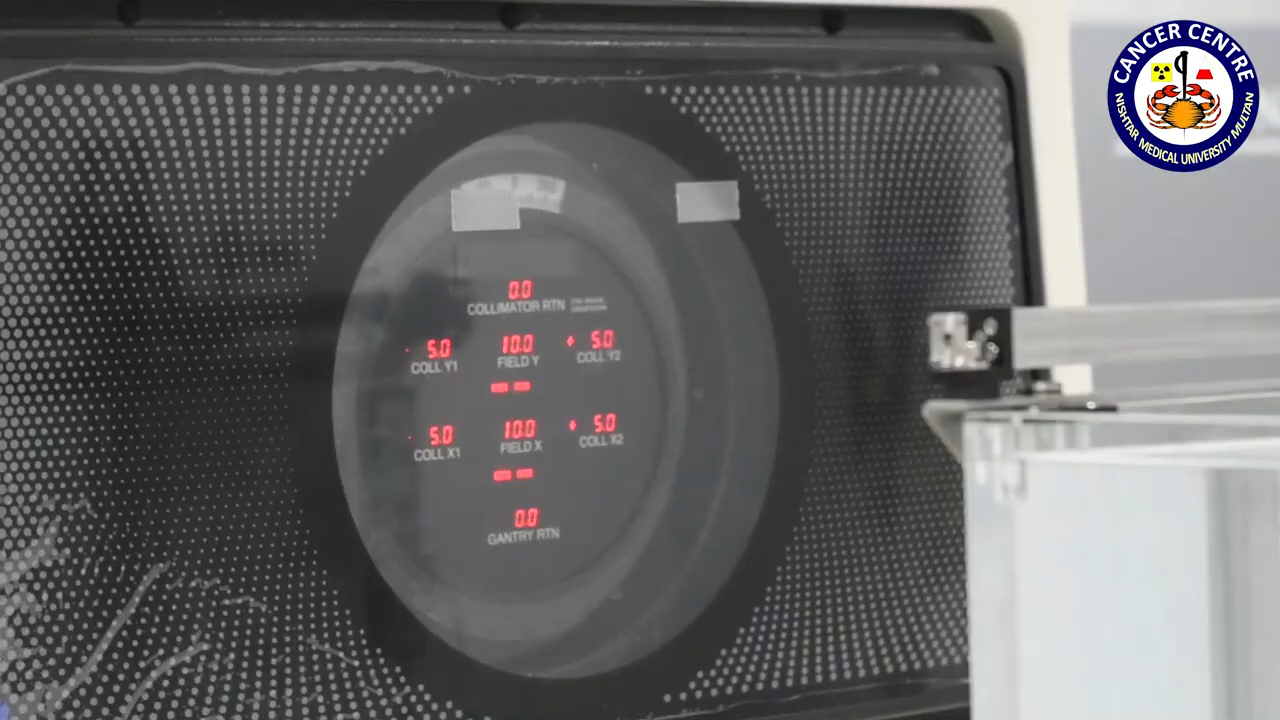 CANCER CENTRE
NISHTAR MEDICAL UNIVERSITY MULTAN
0.0
COLLIMATOR RTN
5.0 10.0 5.0
COLL Y1 FIELD Y COLL Y2
5.0 10.0 5.0
COLL X1 FIELD X COLL X2
0.0
GANTRY RTN